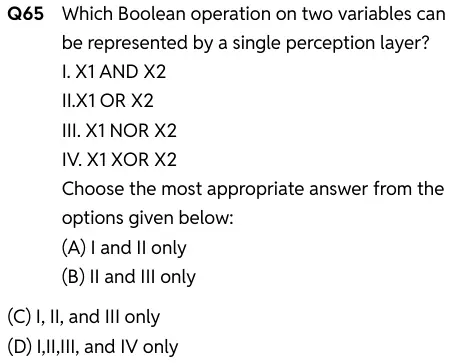 Q65 Which Boolean operation on two variables can
be represented by a single perception layer?
I. X1 AND X2
II.X1 OR X2
III. X1 NOR X2
IV. X1 XOR X2
Choose the most appropriate answer from the
options given below:
(A) I and II only
(B) II and III only
(C) I, II, and III only
(D) I,II,III, and IV only